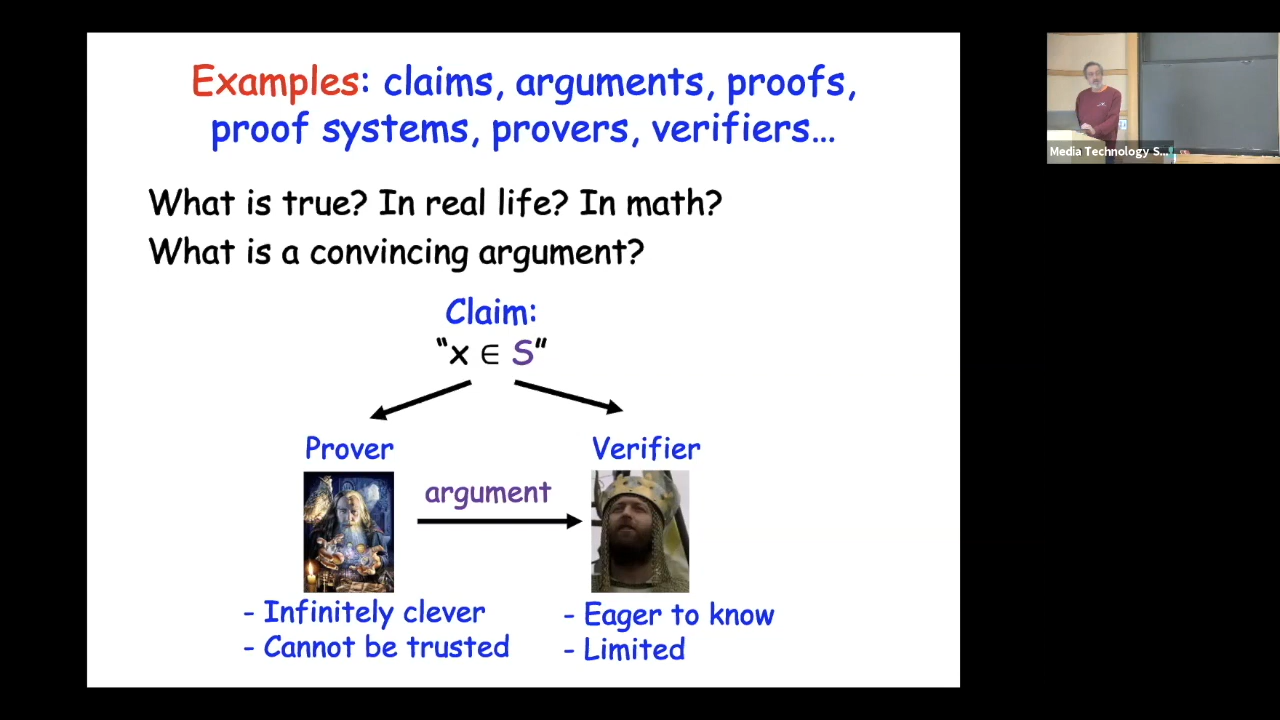 Examples: claims, arguments, proofs,
proof systems, provers, verifiers...
What is true? In real life? In math?
What is a convincing argument?
Claim:
"x ∈ S"
Prover
Verifier
argument
- Infinitely clever
- Cannot be trusted
- Eager to know
- Limited
Media Technology S...